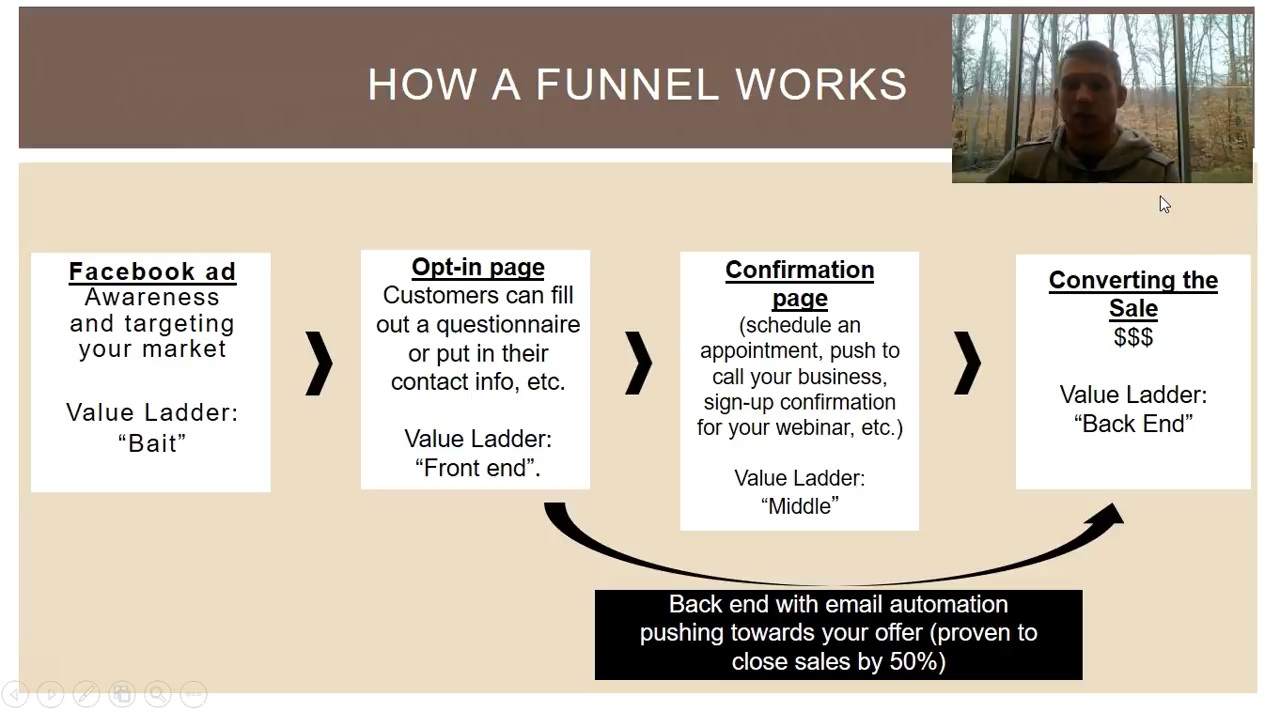 HOW A FUNNEL WORKS
Facebook ad
Awareness
and targeting
your market
Value Ladder:
“Bait”
Opt-in page
Customers can fill
out a questionnaire
or put in their
contact info, etc.
Value Ladder:
“Front end”.
Confirmation
page
(schedule an
appointment, push to
call your business,
sign-up confirmation
for your webinar, etc.)
Value Ladder:
“Middle”
Converting the
Sale
$$$
Value Ladder:
“Back End”
Back end with email automation
pushing towards your offer (proven to
close sales by 50%)